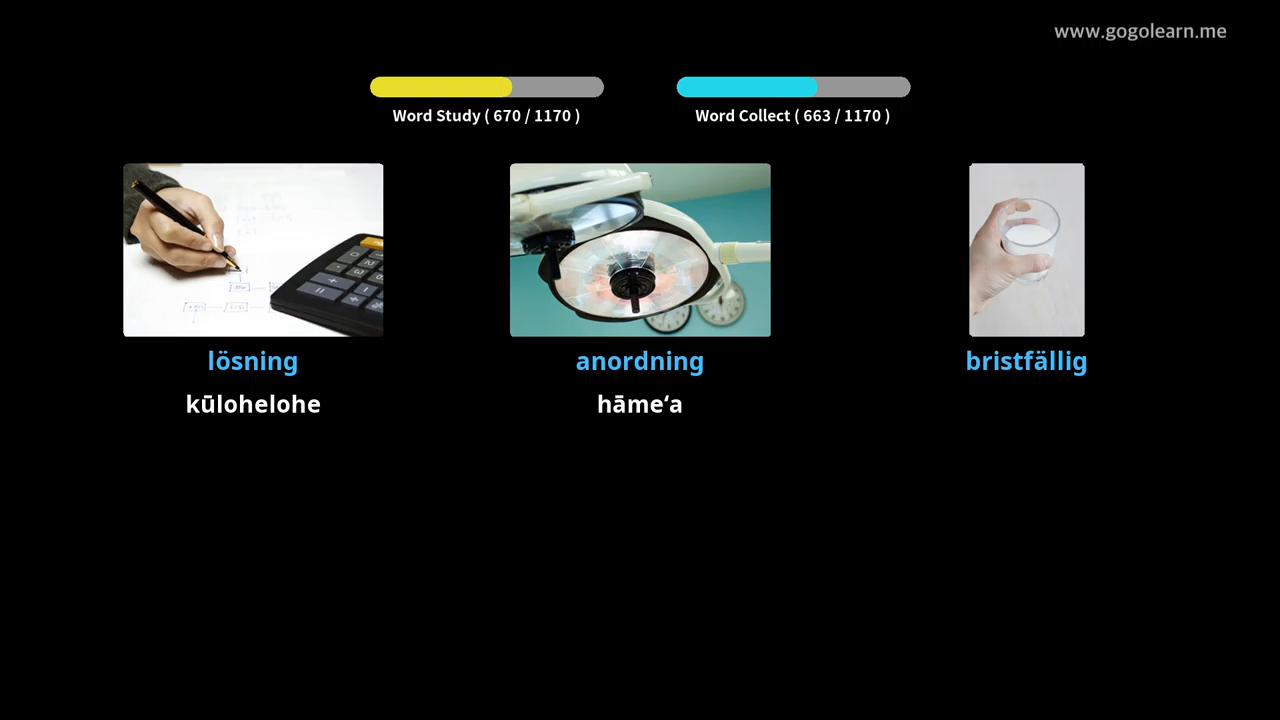 www.gogolearn.me
Word Study ( 670 / 1170 )
Word Collect ( 663 / 1170 )
lösning
anordning
bristfällig
kūlohelohe
hāmeʻa